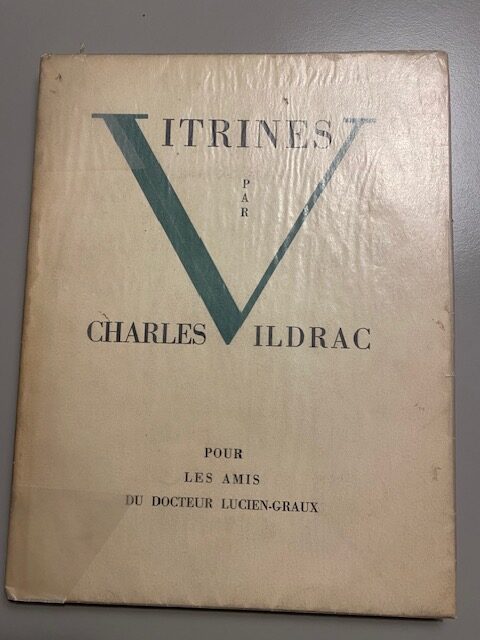 VITRINES
PAR
CHARLES VILDRAC
POUR
LES AMIS
DU DOCTEUR LUCIEN-GRAUX